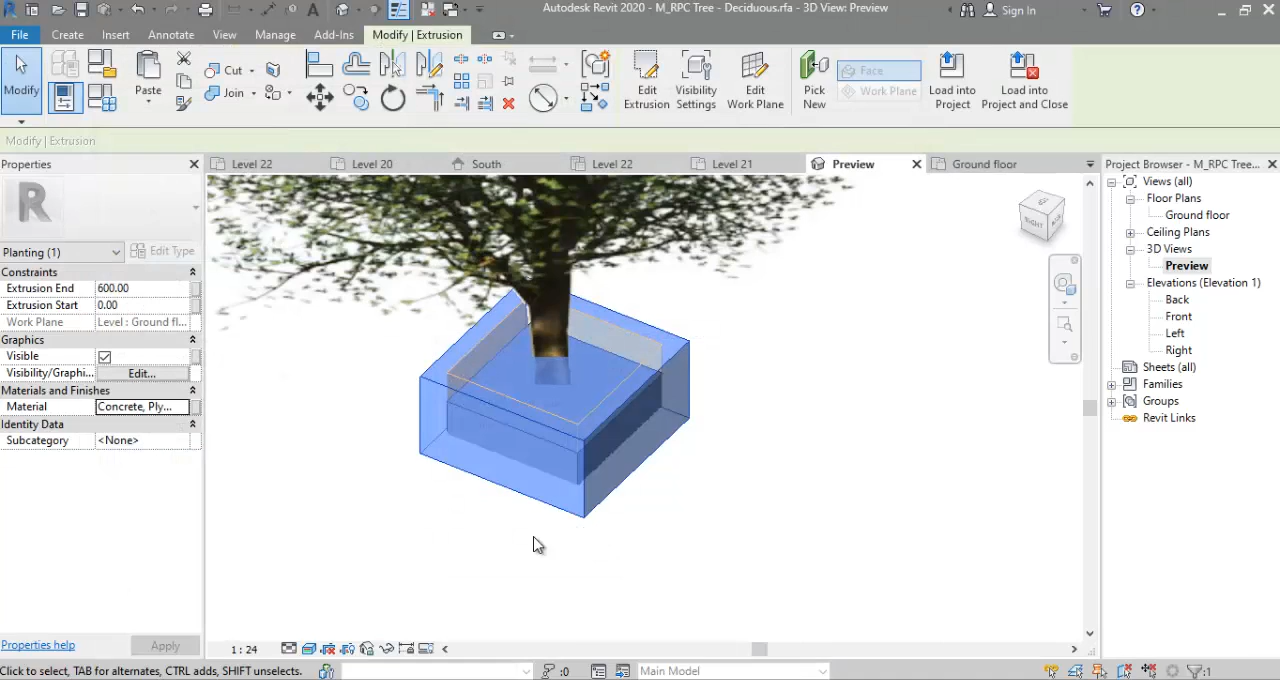 Autodesk Revit 2020 - M_RPC Tree - Deciduous.rfa - 3D View: Preview
Sign In
File Create Insert Annotate View Manage Add-Ins Modify | Extrusion
Modify
Paste
Cut
Join
Edit Extrusion
Visibility Settings
Edit Work Plane
Pick New
Face
Work Plane
Load into Project
Load into Project and Close
Modify | Extrusion
Properties
Level 22
Level 20
South
Level 22
Level 21
Preview
Ground floor
Project Browser - M_RPC Tree...
R
Planting (1)
Edit Type
Constraints
Extrusion End 600.00
Extrusion Start 0.00
Work Plane Level : Ground fl...
Graphics
Visible
Visibility/Graphi... Edit...
Materials and Finishes
Material Concrete, Ply...
Identity Data
Subcategory <None>
RIGHT
Views (all)
Floor Plans
Ground floor
Ceiling Plans
3D Views
Preview
Elevations (Elevation 1)
Back
Front
Left
Right
Sheets (all)
Families
Groups
Revit Links
Properties help
Apply
1 : 24
Click to select, TAB for alternates, CTRL adds, SHIFT unselects.
:0
Main Model
:1